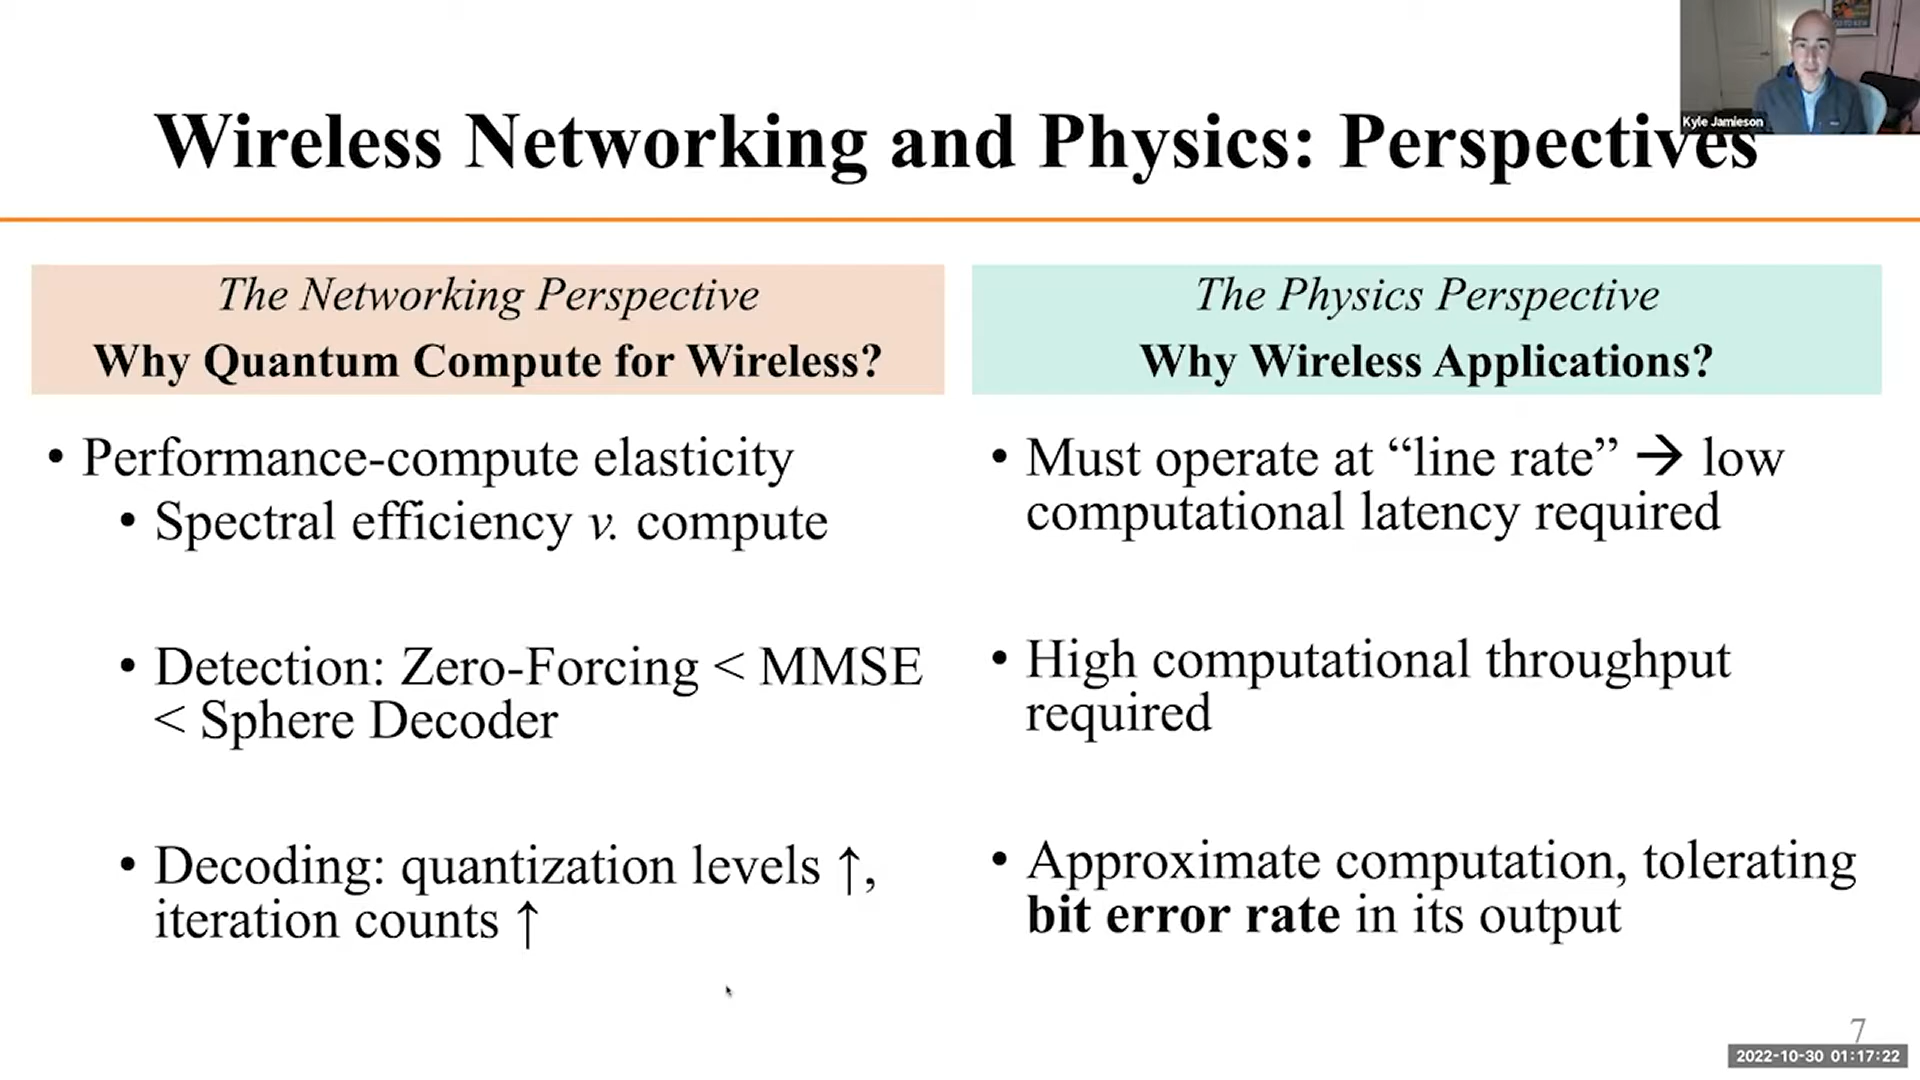 Kyle Jamieson
Wireless Networking and Physics: Perspectives
The Networking Perspective
Why Quantum Compute for Wireless?
• Performance-compute elasticity
• Spectral efficiency v. compute
• Detection: Zero-Forcing < MMSE
< Sphere Decoder
• Decoding: quantization levels ↑,
iteration counts ↑
The Physics Perspective
Why Wireless Applications?
• Must operate at “line rate” → low
computational latency required
• High computational throughput
required
• Approximate computation, tolerating
bit error rate in its output
7
2022-10-30 01:17:22